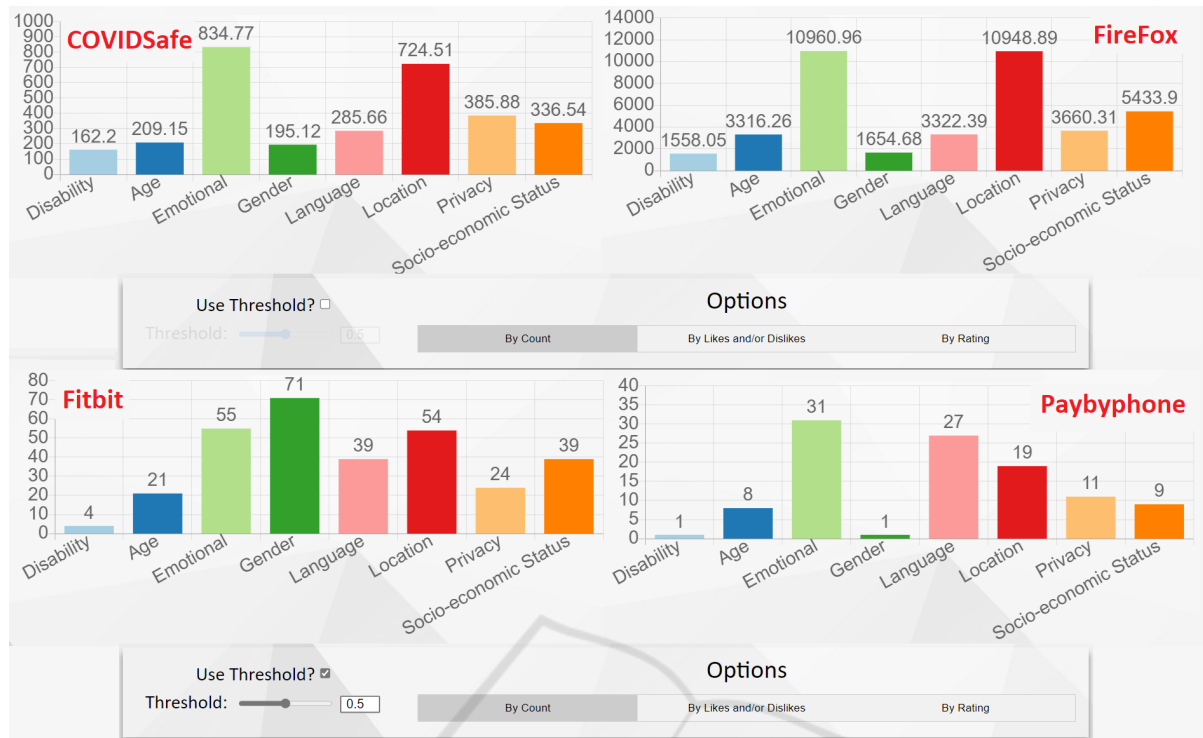 COVIDSafe
1000
900
800
700
600
500
400
300
200
100
0
162.2
209.15
834.77
195.12
285.66
724.51
385.88
336.54
Disability
Age
Emotional
Gender
Language
Location
Privacy
Socio-economic Status
FireFox
14000
12000
10000
8000
6000
4000
2000
0
1558.05
3316.26
10960.96
1654.68
3322.39
10948.89
3660.31
5433.9
Disability
Age
Emotional
Gender
Language
Location
Privacy
Socio-economic Status
Use Threshold?
Threshold: 0.5
Options
By Count By Likes and/or Dislikes By Rating
Fitbit
80
70
60
50
40
30
20
10
0
4
21
55
71
39
54
24
39
Disability
Age
Emotional
Gender
Language
Location
Privacy
Socio-economic Status
Paybyphone
40
35
30
25
20
15
10
5
0
1
8
31
1
27
19
11
9
Disability
Age
Emotional
Gender
Language
Location
Privacy
Socio-economic Status
Use Threshold?
Threshold: 0.5
Options
By Count By Likes and/or Dislikes By Rating